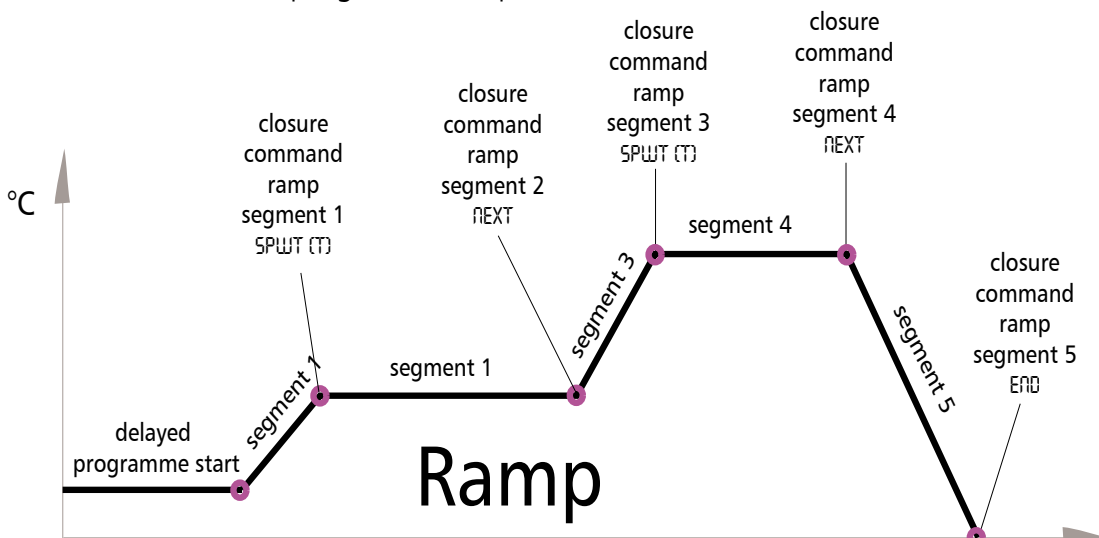 closure
command
ramp
segment 1
SPWT (T)
closure
command
ramp
segment 2
NEXT
closure
command
ramp
segment 3
SPWT (T)
closure
command
ramp
segment 4
NEXT
°C
segment 4
segment 3
closure
command
ramp
segment 5
END
segment 5
segment 1
segment 1
delayed
programme start
Ramp